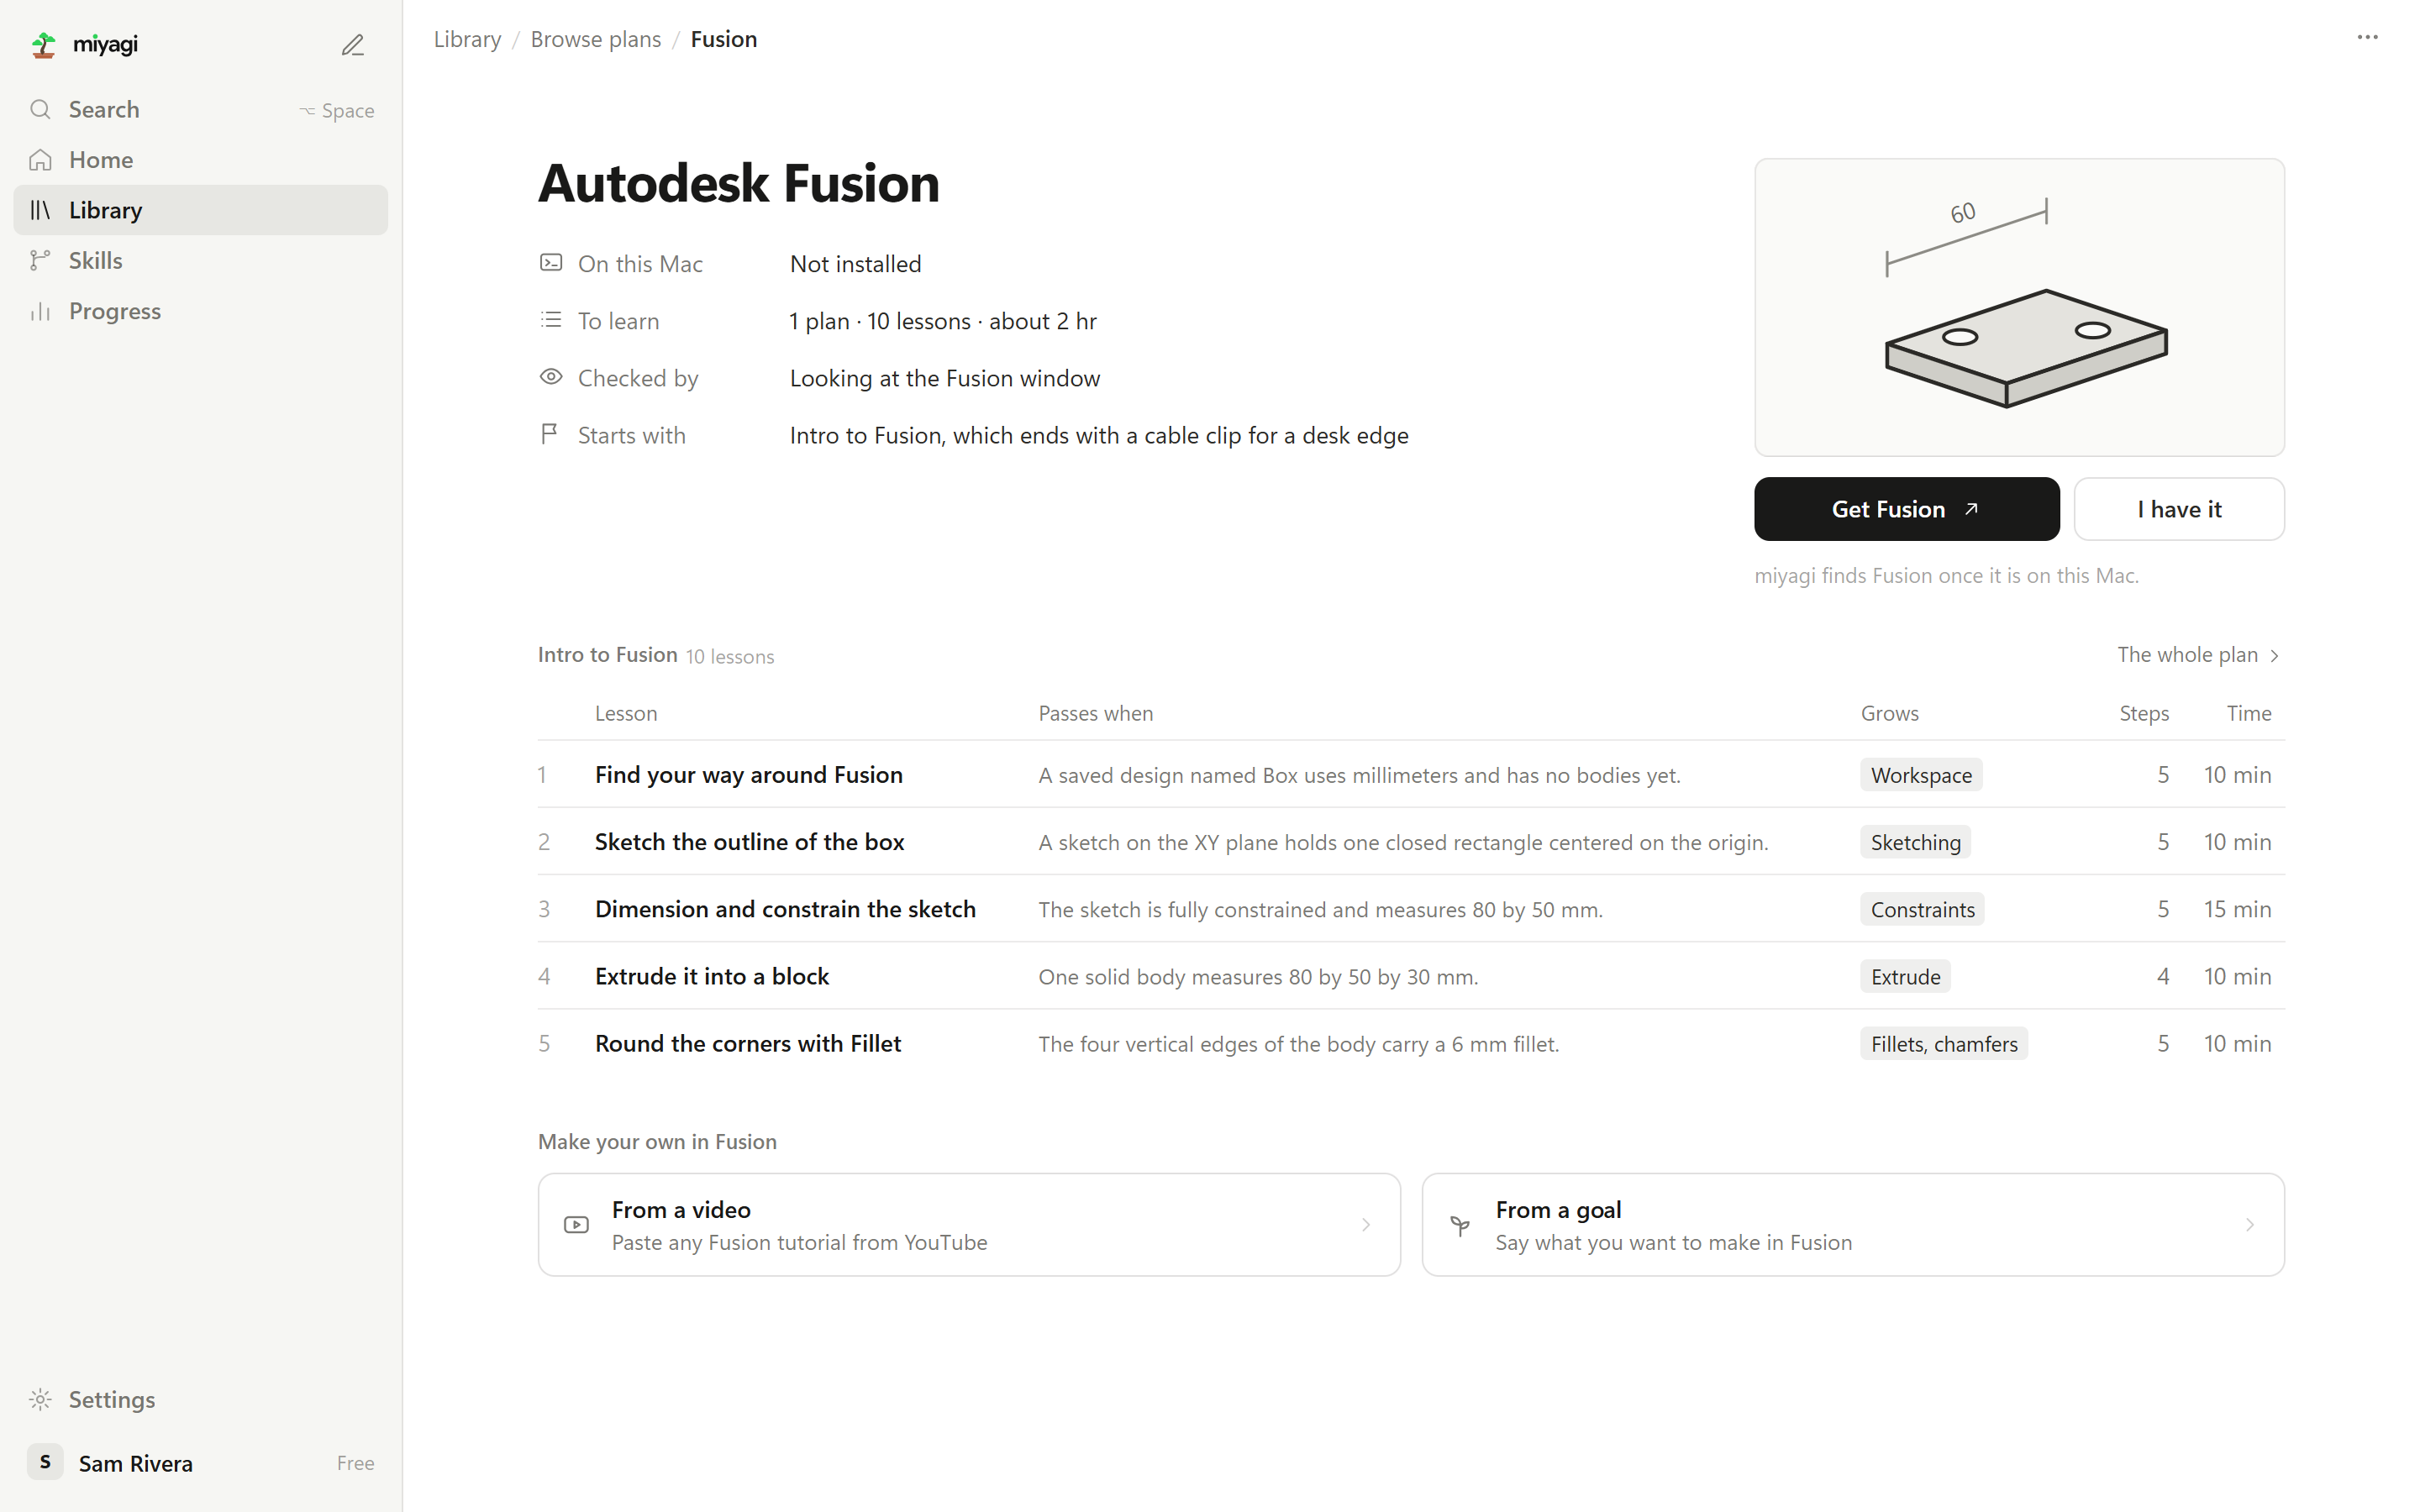 miyagi
Search ⌥ Space
Home
Library
Skills
Progress
Settings
S Sam Rivera Free
Library / Browse plans / Fusion
Autodesk Fusion
On this Mac Not installed
To learn 1 plan · 10 lessons · about 2 hr
Checked by Looking at the Fusion window
Starts with Intro to Fusion, which ends with a cable clip for a desk edge
60
Get Fusion I have it
miyagi finds Fusion once it is on this Mac.
Intro to Fusion 10 lessons The whole plan
Lesson Passes when Grows Steps Time
1 Find your way around Fusion A saved design named Box uses millimeters and has no bodies yet. Workspace 5 10 min
2 Sketch the outline of the box A sketch on the XY plane holds one closed rectangle centered on the origin. Sketching 5 10 min
3 Dimension and constrain the sketch The sketch is fully constrained and measures 80 by 50 mm. Constraints 5 15 min
4 Extrude it into a block One solid body measures 80 by 50 by 30 mm. Extrude 4 10 min
5 Round the corners with Fillet The four vertical edges of the body carry a 6 mm fillet. Fillets, chamfers 5 10 min
Make your own in Fusion
From a video
Paste any Fusion tutorial from YouTube
From a goal
Say what you want to make in Fusion